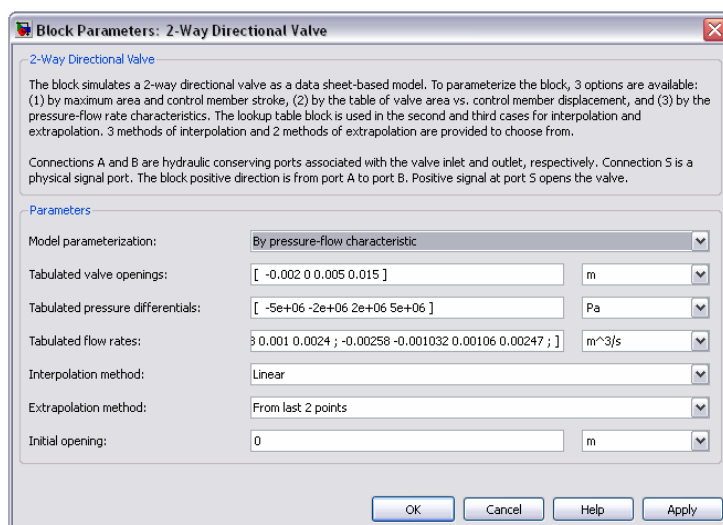 Block Parameters: 2-Way Directional Valve
2-Way Directional Valve
The block simulates a 2-way directional valve as a data sheet-based model. To parameterize the block, 3 options are available:
(1) by maximum area and control member stroke, (2) by the table of valve area vs. control member displacement, and (3) by the
pressure-flow rate characteristics. The lookup table block is used in the second and third cases for interpolation and
extrapolation. 3 methods of interpolation and 2 methods of extrapolation are provided to choose from.
Connections A and B are hydraulic conserving ports associated with the valve inlet and outlet, respectively. Connection S is a
physical signal port. The block positive direction is from port A to port B. Positive signal at port S opens the valve.
Parameters
Model parameterization: By pressure-flow characteristic
Tabulated valve openings: [ -0.002 0 0.005 0.015 ] m
Tabulated pressure differentials: [ -5e+06 -2e+06 2e+06 5e+06 ] Pa
Tabulated flow rates: 0.001 0.0024 ; -0.00258 -0.001032 0.00106 0.00247 ; ] m^3/s
Interpolation method: Linear
Extrapolation method: From last 2 points
Initial opening: 0 m
OK Cancel Help Apply